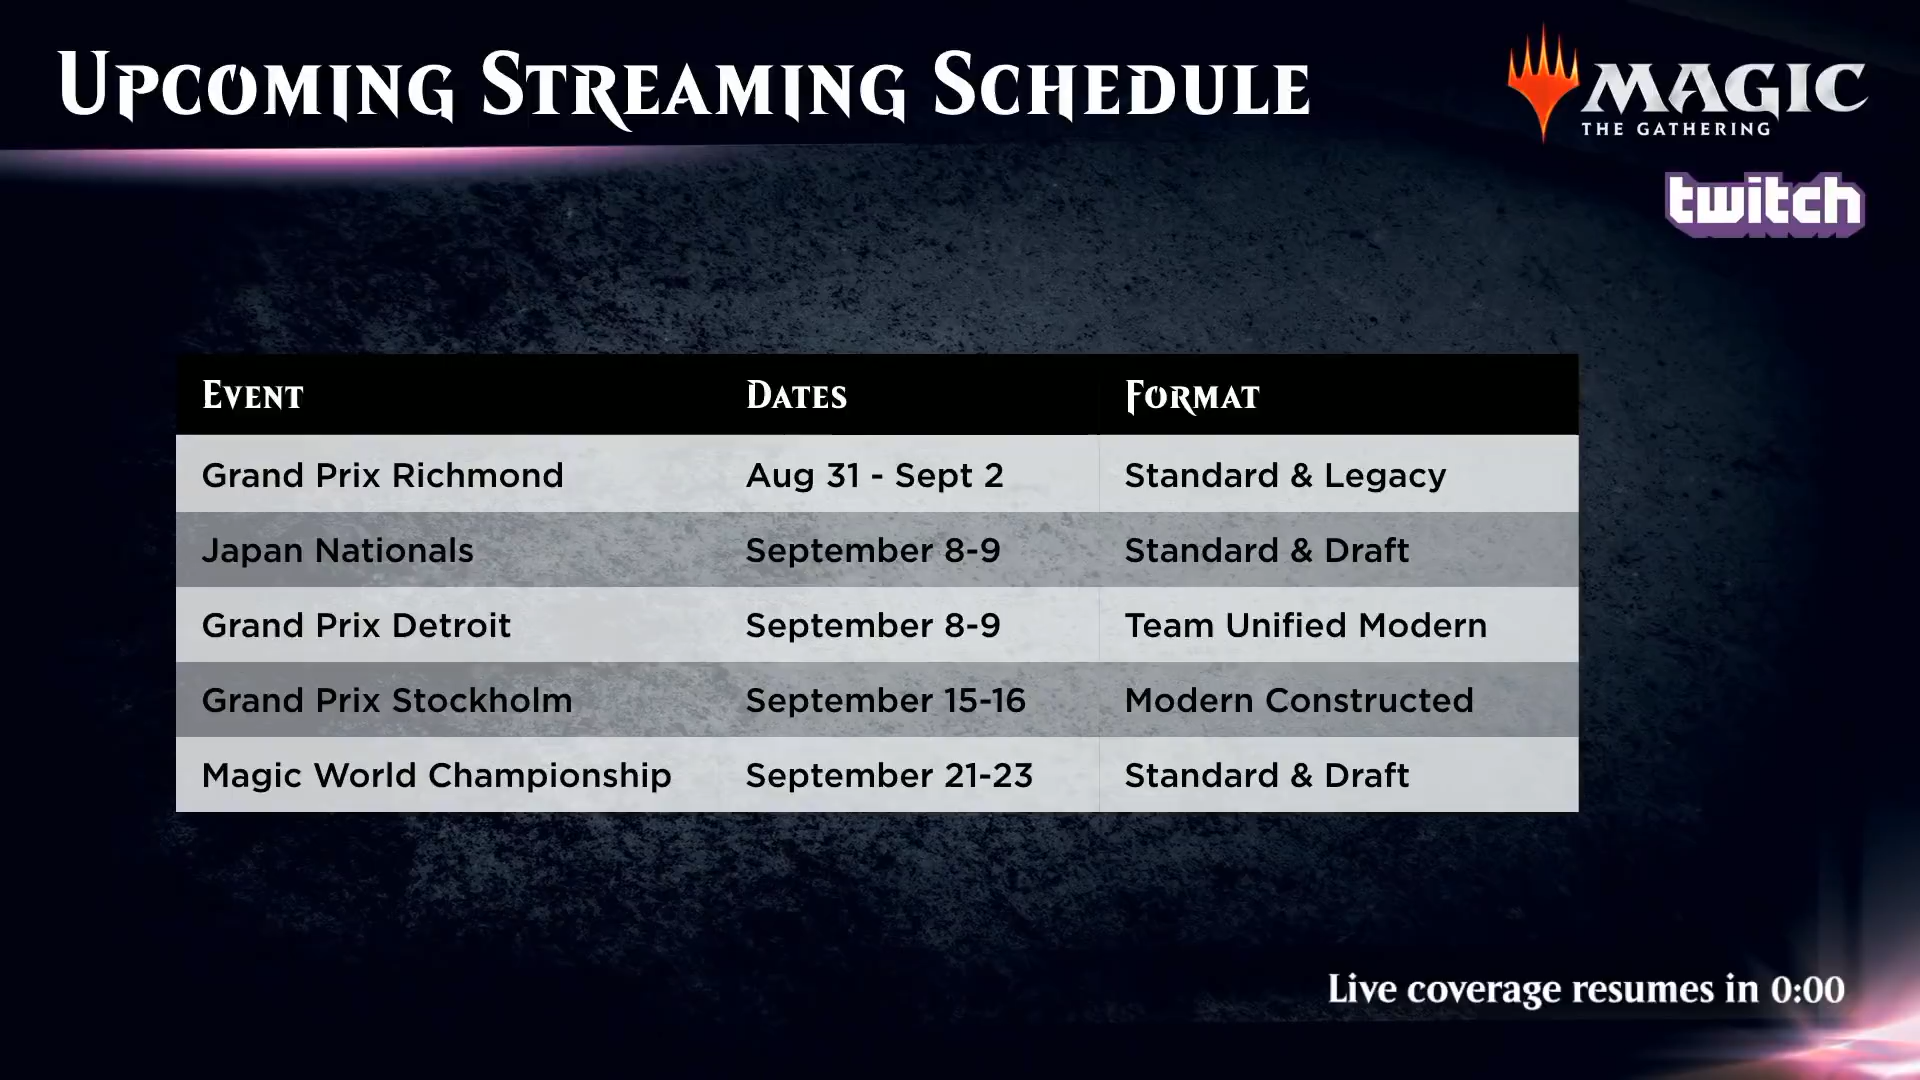 UPCOMING STREAMING SCHEDULE
MAGIC
THE GATHERING
twitch
EVENT DATES FORMAT
Grand Prix Richmond Aug 31 - Sept 2 Standard & Legacy
Japan Nationals September 8-9 Standard & Draft
Grand Prix Detroit September 8-9 Team Unified Modern
Grand Prix Stockholm September 15-16 Modern Constructed
Magic World Championship September 21-23 Standard & Draft
Live coverage resumes in 0:00